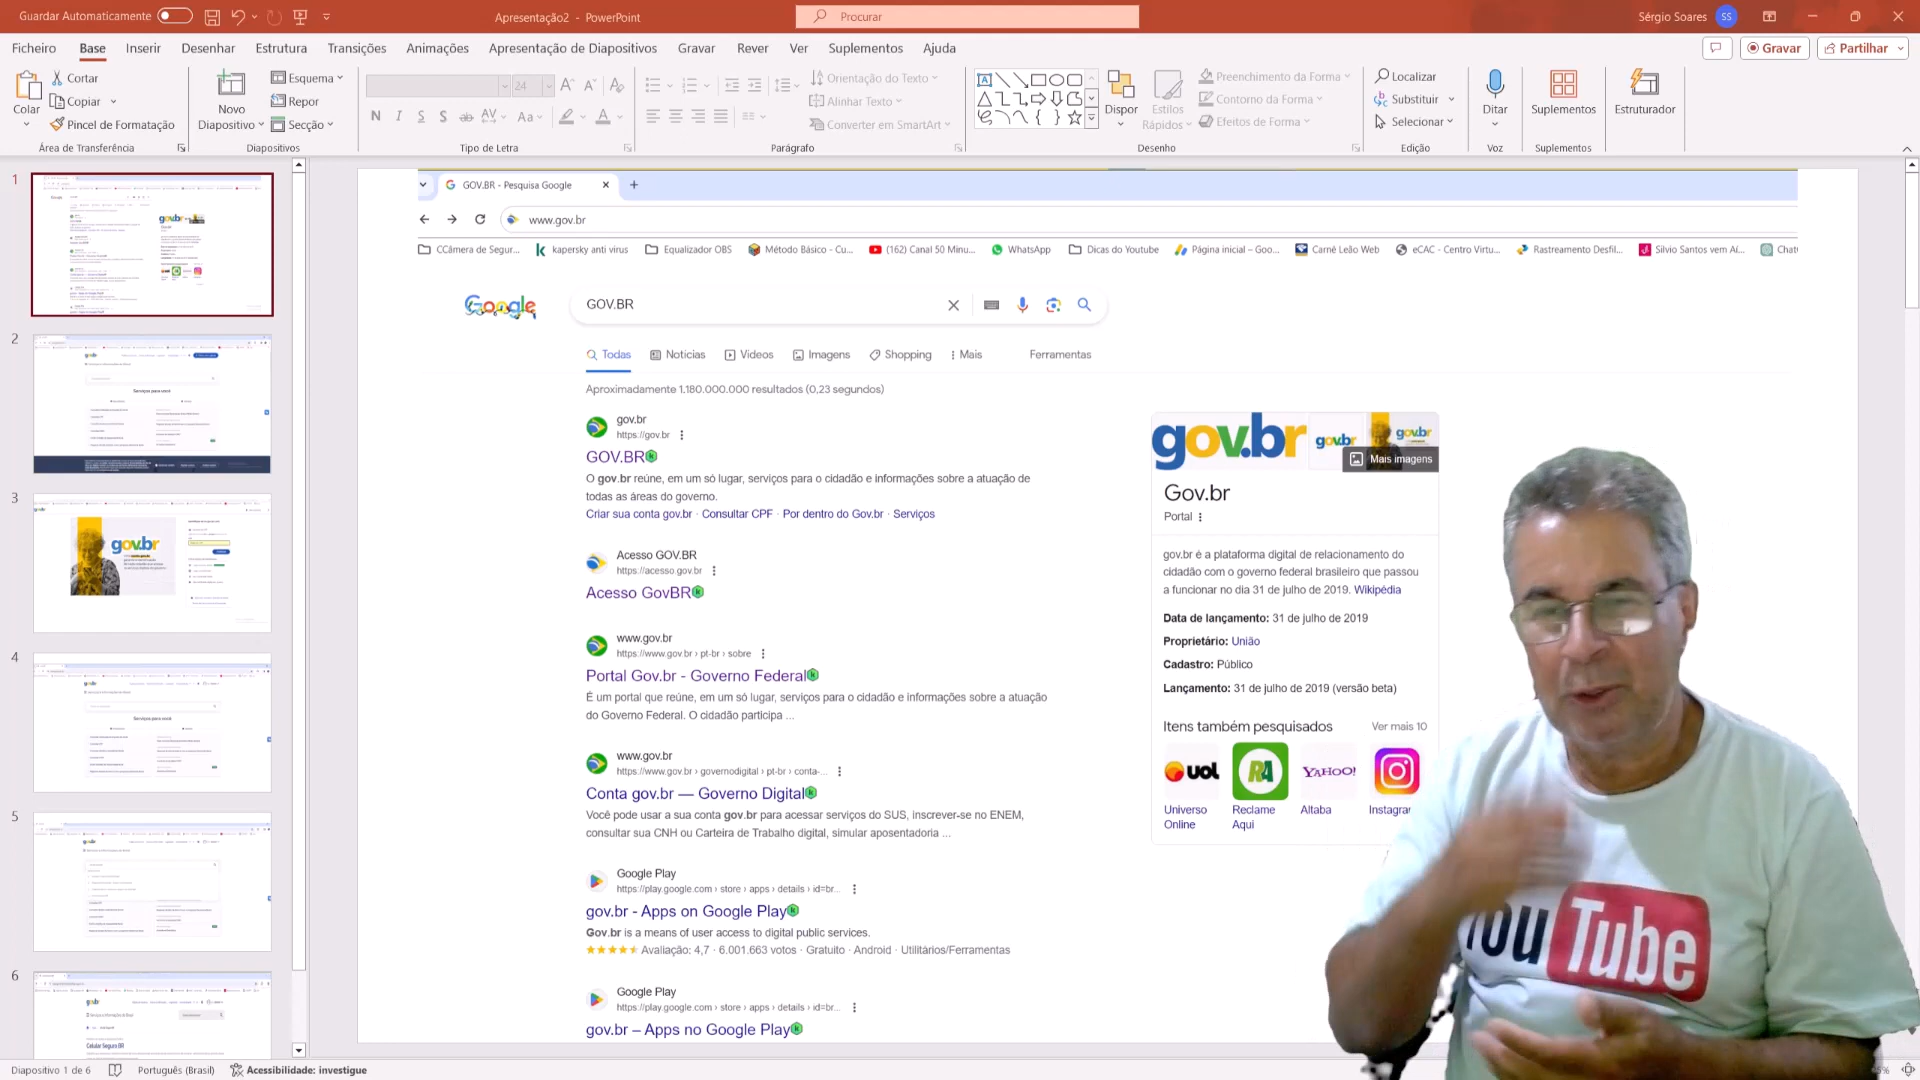 Guardar Automaticamente
Apresentação2 - PowerPoint
Procurar
Sérgio Soares
SS
Ficheiro Base Inserir Desenhar Estrutura Transições Animações Apresentação de Diapositivos Gravar Rever Ver Suplementos Ajuda
Gravar
Partilhar
Colar
Cortar
Copiar
Pincel de Formatação
Área de Transferência
Novo
Diapositivo
Esquema
Repor
Secção
Diapositivos
24
Tipo de Letra
Orientação do Texto
Alinhar Texto
Converter em SmartArt
Parágrafo
Dispor
Estilos
Rápidos
Preenchimento da Forma
Contorno da Forma
Efeitos de Forma
Desenho
Localizar
Substituir
Selecionar
Edição
Ditar
Voz
Suplementos
Suplementos
Estruturador
1
2
3
4
5
6
GOV.BR - Pesquisa Google
www.gov.br
CCâmera de Segur...
kapersky anti virus
Equalizador OBS
Método Básico - Cu...
(162) Canal 50 Minu...
WhatsApp
Dicas do Youtube
Página inicial – Goo...
Carnê Leão Web
eCAC - Centro Virtu...
Rastreamento Desfil...
Silvio Santos vem Aí...
Google
GOV.BR
Todas Notícias Vídeos Imagens Shopping Mais Ferramentas
Aproximadamente 1.180.000.000 resultados (0,23 segundos)
gov.br
https://gov.br
GOV.BR
O gov.br reúne, em um só lugar, serviços para o cidadão e informações sobre a atuação de
todas as áreas do governo.
Criar sua conta gov.br · Consultar CPF · Por dentro do Gov.br · Serviços
Acesso GOV.BR
https://acesso.gov.br
Acesso GovBR
www.gov.br
https://www.gov.br › pt-br › sobre
Portal Gov.br - Governo Federal
É um portal que reúne, em um só lugar, serviços para o cidadão e informações sobre a atuação
do Governo Federal. O cidadão participa ...
www.gov.br
https://www.gov.br › governodigital › pt-br › conta-...
Conta gov.br — Governo Digital
Você pode usar a sua conta gov.br para acessar serviços do SUS, inscrever-se no ENEM,
consultar sua CNH ou Carteira de Trabalho digital, simular aposentadoria ...
Google Play
https://play.google.com › store › apps › details › id=br...
gov.br - Apps on Google Play
Gov.br is a means of user access to digital public services.
Avaliação: 4,7 · 6.001.663 votos · Gratuito · Android · Utilitários/Ferramentas
Google Play
https://play.google.com › store › apps › details › id=br...
gov.br – Apps no Google Play
gov.br
gov.br
gov.br
Mais imagens
Gov.br
Portal
gov.br é a plataforma digital de relacionamento do
cidadão com o governo federal brasileiro que passou
a funcionar no dia 31 de julho de 2019. Wikipédia
Data de lançamento: 31 de julho de 2019
Proprietário: União
Cadastro: Público
Lançamento: 31 de julho de 2019 (versão beta)
Itens também pesquisados
Ver mais 10
uol
RA
YAHOO!
Universo
Online
Reclame
Aqui
Altaba
Instagrar
YouTube
Diapositivo 1 de 6
Português (Brasil)
Acessibilidade: investigue